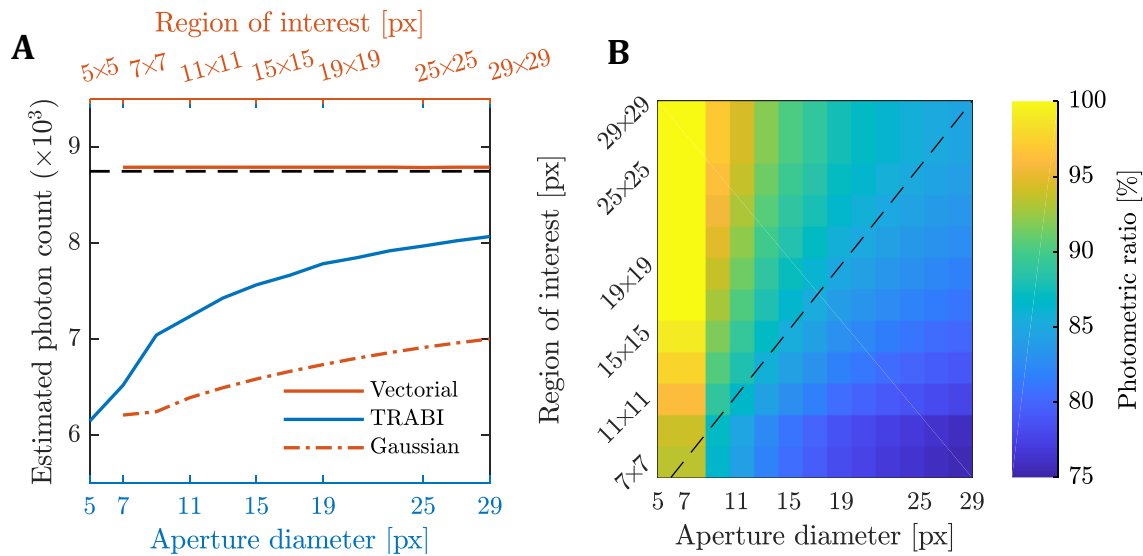 A
Region of interest [px]
5×5 7×7 11×11 15×15 19×19 25×25 29×29
Estimated photon count (×10³)
9
8
7
6
Vectorial
TRABI
Gaussian
5 7 11 15 19 25 29
Aperture diameter [px]
B
Region of interest [px]
29×29
25×25
19×19
15×15
11×11
7×7
5 7 11 15 19 25 29
Aperture diameter [px]
100
95
90
85
80
75
Photometric ratio [%]